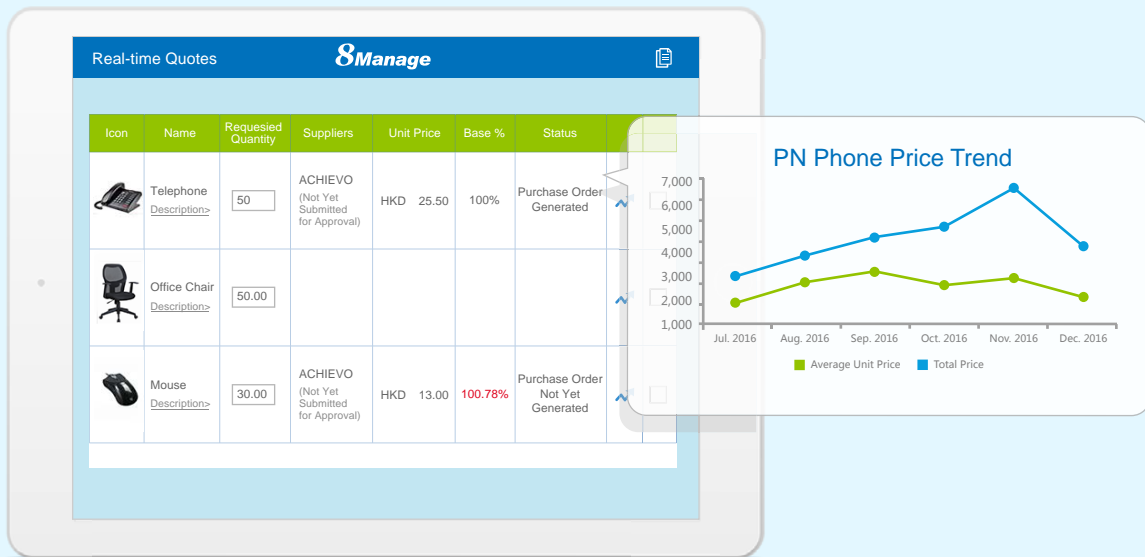 Real-time Quotes
8Manage
Icon Name Requesied Quantity Suppliers Unit Price Base % Status
Telephone
Description>
50
ACHIEVO
(Not Yet
Submitted
for Approval)
HKD 25.50
100%
Purchase Order
Generated
Office Chair
Description>
50.00
Mouse
Description>
30.00
ACHIEVO
(Not Yet
Submitted
for Approval)
HKD 13.00
100.78%
Purchase Order
Not Yet
Generated
PN Phone Price Trend
7,000
6,000
5,000
4,000
3,000
2,000
1,000
Jul. 2016 Aug. 2016 Sep. 2016 Oct. 2016 Nov. 2016 Dec. 2016
Average Unit Price Total Price